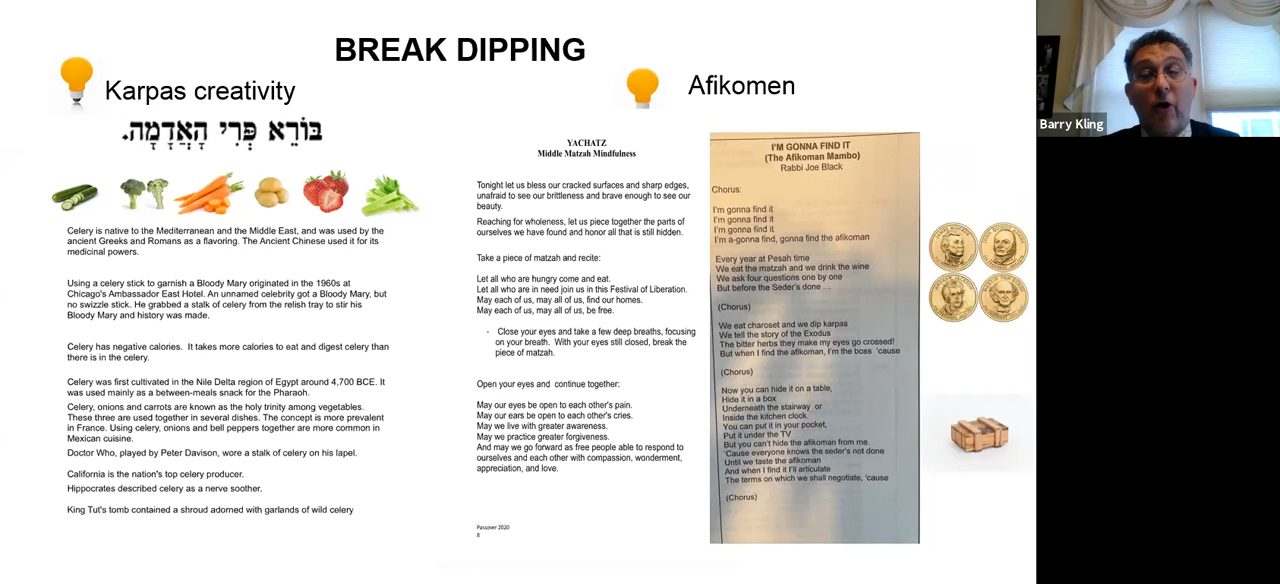 BREAK DIPPING
Karpas creativity
בּוֹרֵא פְּרִי הָאֲדָמָה.
Celery is native to the Mediterranean and the Middle East, and was used by the
ancient Greeks and Romans as a flavoring. The Ancient Chinese used it for its
medicinal powers.
Using a celery stick to garnish a Bloody Mary originated in the 1960s at
Chicago's Ambassador East Hotel. An unnamed celebrity got a Bloody Mary, but
no swizzle stick. He grabbed a stalk of celery from the relish tray to stir his
Bloody Mary and history was made.
Celery has negative calories. It takes more calories to eat and digest celery than
there is in the celery.
Celery was first cultivated in the Nile Delta region of Egypt around 4,700 BCE. It
was used mainly as a between-meals snack for the Pharaoh.
Celery, onions and carrots are known as the holy trinity among vegetables.
These three are used together in several dishes. The concept is more prevalent
in France. Using celery, onions and bell peppers together are more common in
Mexican cuisine.
Doctor Who, played by Peter Davison, wore a stalk of celery on his lapel.
California is the nation's top celery producer.
Hippocrates described celery as a nerve soother.
King Tut's tomb contained a shroud adorned with garlands of wild celery
Afikomen
YACHATZ
Middle Matzah Mindfulness
Tonight let us bless our cracked surfaces and sharp edges,
unafraid to see our brittleness and brave enough to see our
beauty.
Reaching for wholeness, let us piece together the parts of
ourselves we have found and honor all that is still hidden.
Take a piece of matzah and recite:
Let all who are hungry come and eat.
Let all who are in need join us in this Festival of Liberation.
May each of us, may all of us, find our homes.
May each of us, may all of us, be free.
- Close your eyes and take a few deep breaths, focusing
on your breath. With your eyes still closed, break the
piece of matzah.
Open your eyes and continue together:
May our eyes be open to each other's pain.
May our ears be open to each other's cries.
May we live with greater awareness.
May we practice greater forgiveness.
And may we go forward as free people able to respond to
ourselves and each other with compassion, wonderment,
appreciation, and love.
Passover 2020
8
I'M GONNA FIND IT
(The Afikoman Mambo)
Rabbi Joe Black
Chorus:
I'm gonna find it
I'm gonna find it
I'm gonna find it
I'm a-gonna find, gonna find the afikoman
Every year at Pesah time
We eat the matzah and we drink the wine
We ask four questions one by one
But before the Seder's done ...
(Chorus)
We eat charoset and we dip karpas
We tell the story of the Exodus
The bitter herbs they make my eyes go crossed!
But when I find the afikoman, I'm the boss 'cause
(Chorus)
Now you can hide it on a table,
Hide it in a box
Underneath the stairway or
Inside the kitchen clock.
You can put it in your pocket,
Put it under the TV
But you can't hide the afikoman from me.
'Cause everyone knows the seder's not done
Until we taste the afikoman
And when I find it I'll articulate
The terms on which we shall negotiate, 'cause
(Chorus)
Barry Kling